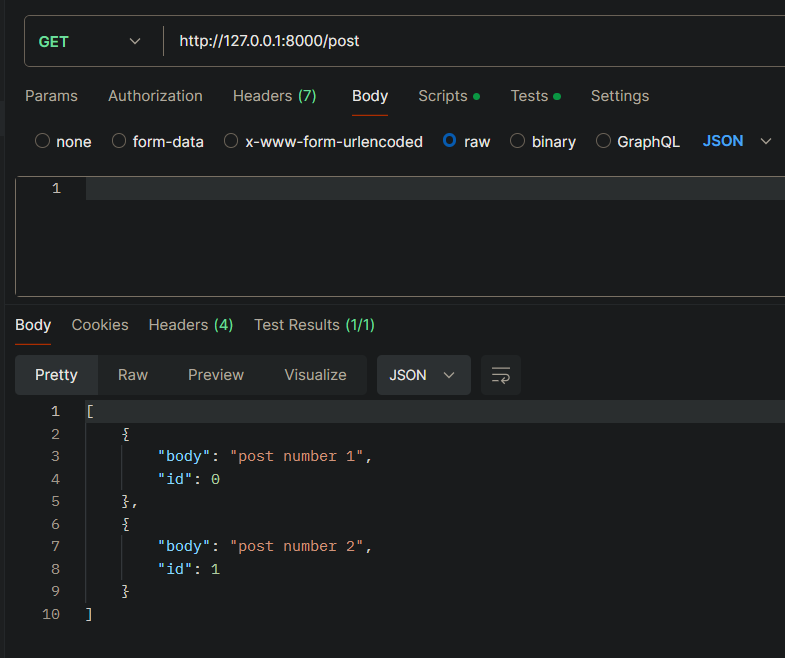 GET http://127.0.0.1:8000/post
Params Authorization Headers (7) Body Scripts Tests Settings
none form-data x-www-form-urlencoded raw binary GraphQL JSON
1
Body Cookies Headers (4) Test Results (1/1)
Pretty Raw Preview Visualize JSON
1 [
2 {
3 "body": "post number 1",
4 "id": 0
5 },
6 {
7 "body": "post number 2",
8 "id": 1
9 }
10 ]